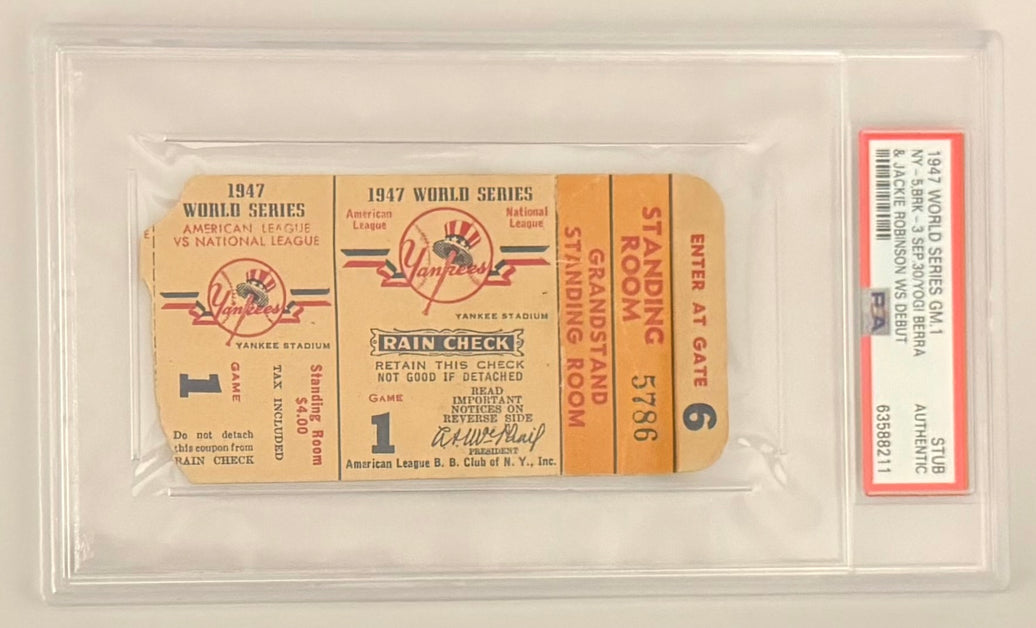 1947
WORLD SERIES
AMERICAN LEAGUE
VS NATIONAL LEAGUE
Yankees
YANKEE STADIUM
GAME
1
TAX INCLUDED
Standing Room
$4.00
Do not detach
this coupon from
RAIN CHECK
1947 WORLD SERIES
American
League
National
League
Yankees
YANKEE STADIUM
RAIN CHECK
RETAIN THIS CHECK
NOT GOOD IF DETACHED
GAME
1
READ
IMPORTANT
NOTICES ON
REVERSE SIDE
PRESIDENT
American League B. B. Club of N. Y., Inc.
GRANDSTAND
STANDING ROOM
STANDING
ROOM
5786
ENTER AT GATE
6
1947 WORLD SERIES GM.1
NY - 5,BRK - 3 SEP.30/YOGI BERRA
& JACKIE ROBINSON WS DEBUT
PSA
STUB
AUTHENTIC
63588211